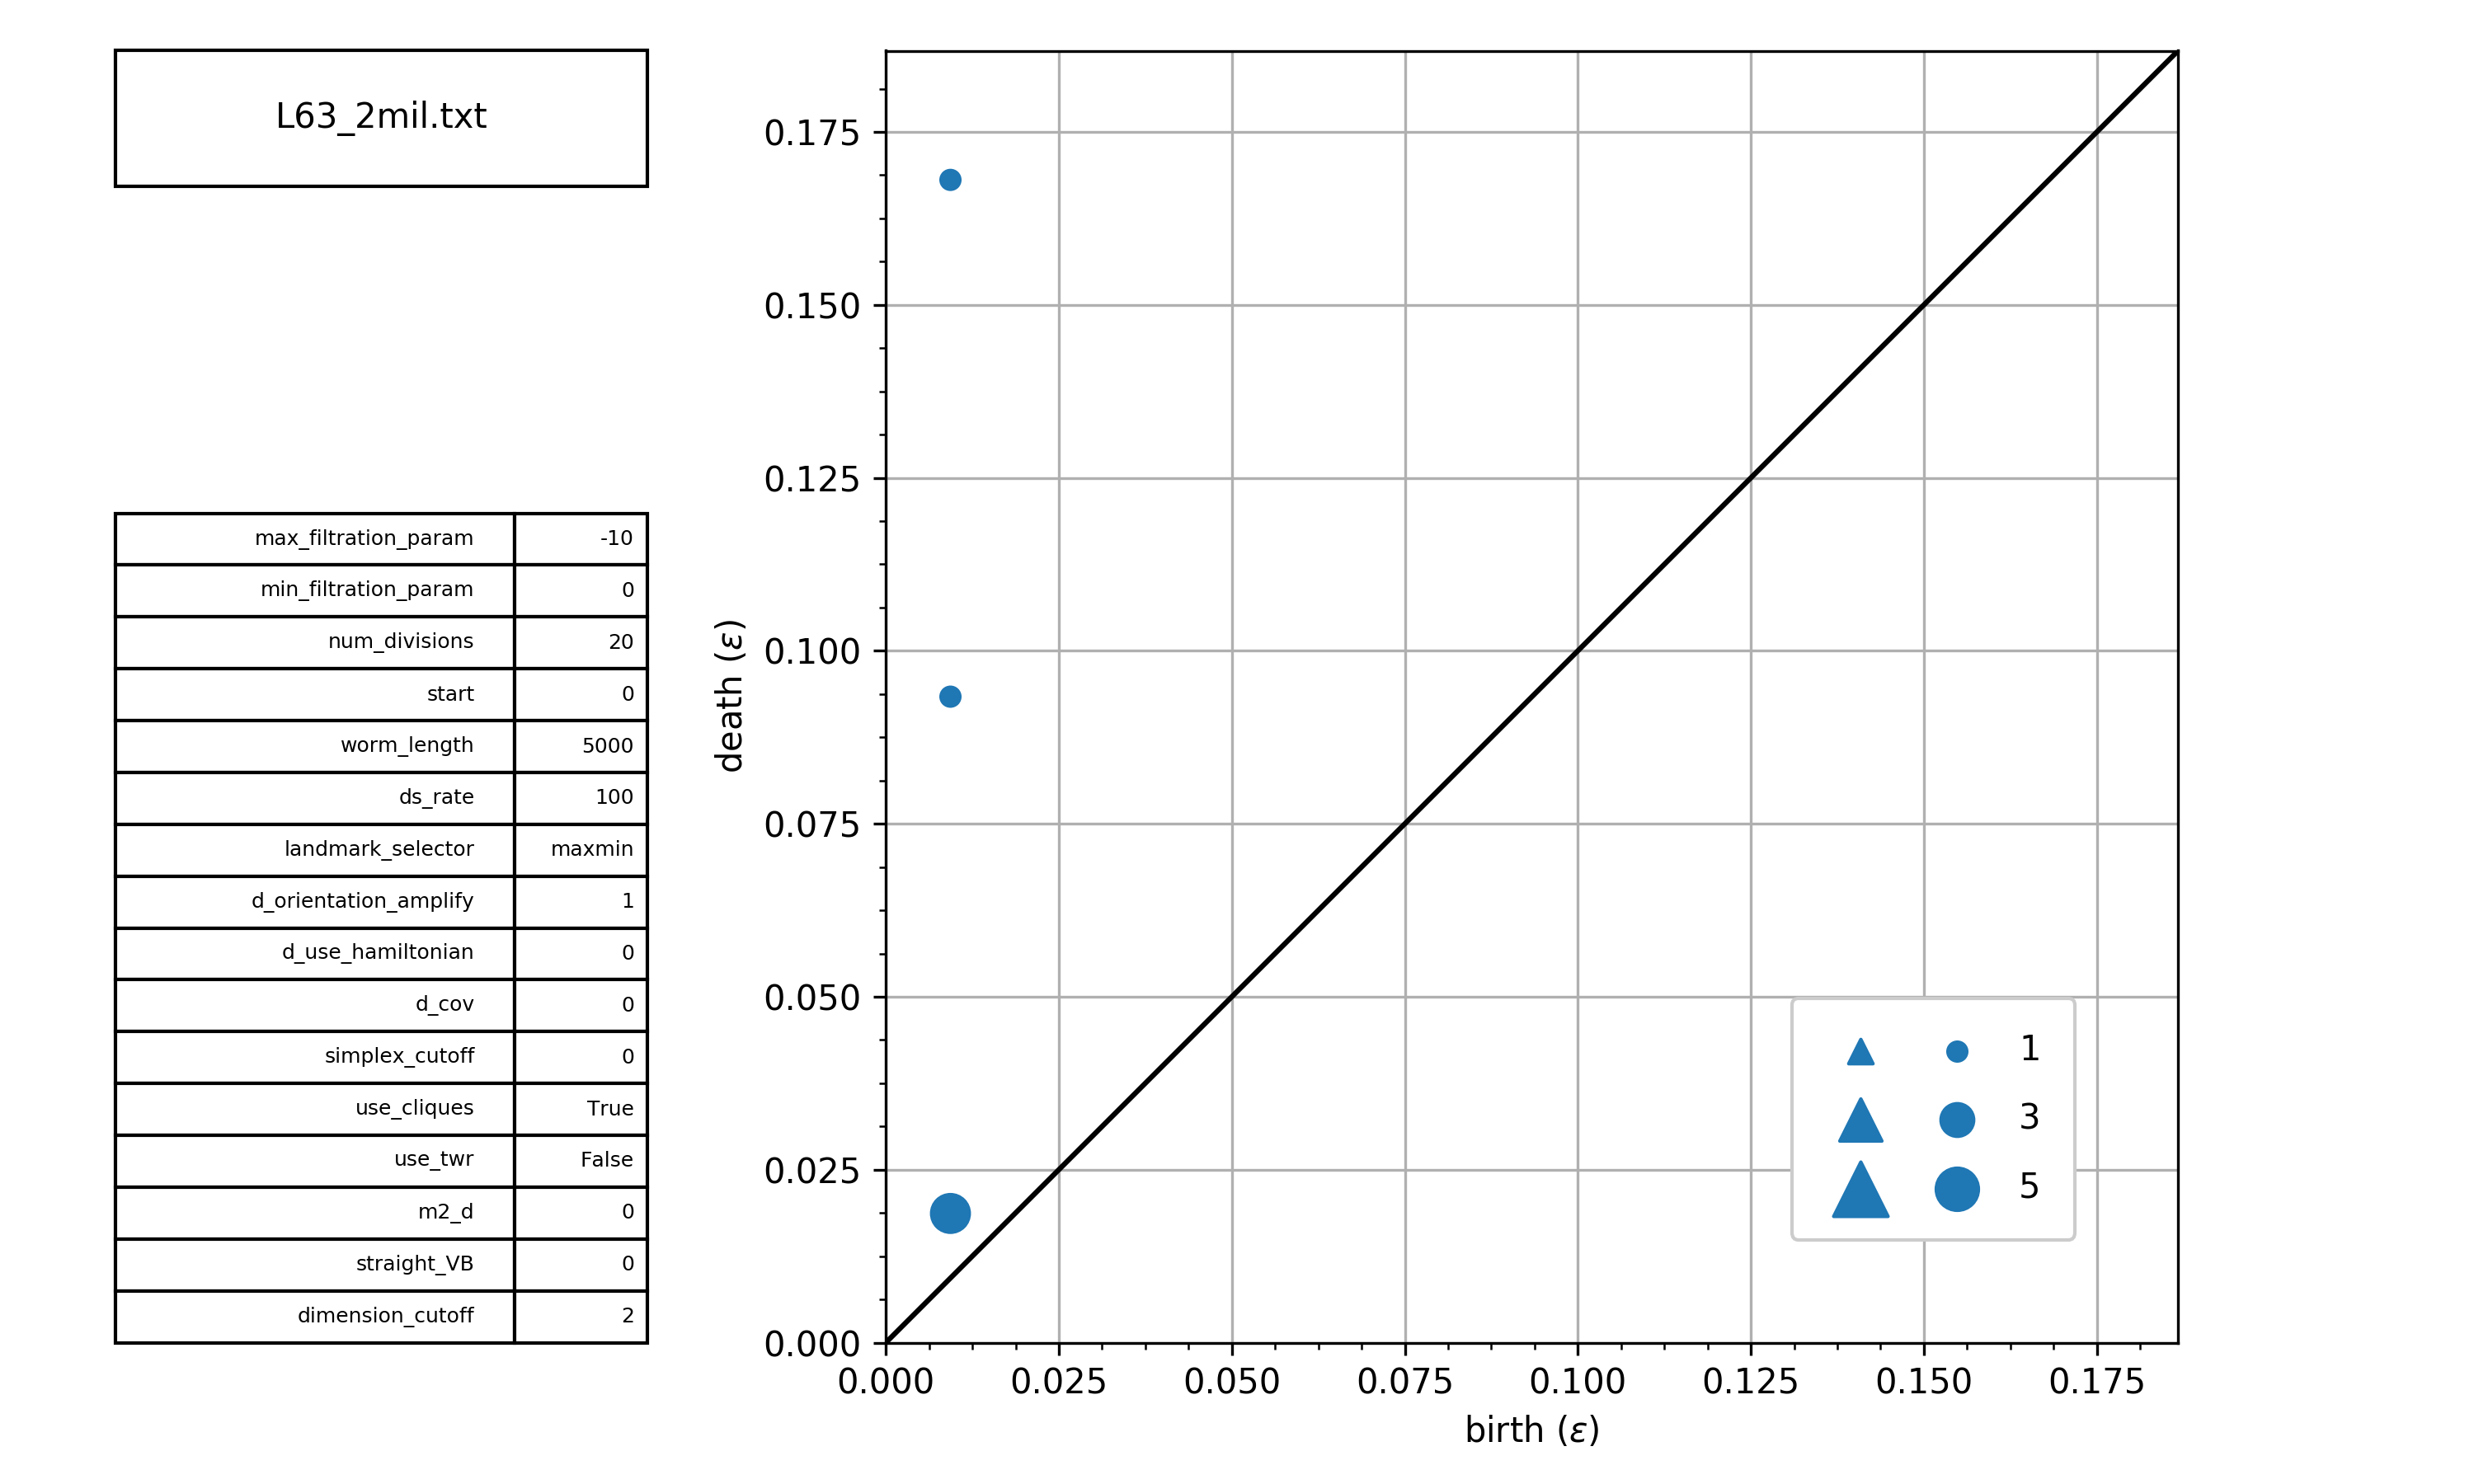 L63_2mil.txt
max_filtration_param -10
min_filtration_param 0
num_divisions 20
start 0
worm_length 5000
ds_rate 100
landmark_selector maxmin
d_orientation_amplify 1
d_use_hamiltonian 0
d_cov 0
simplex_cutoff 0
use_cliques True
use_twr False
m2_d 0
straight_VB 0
dimension_cutoff 2
death (ε)
0.175
0.150
0.125
0.100
0.075
0.050
0.025
0.000
0.000 0.025 0.050 0.075 0.100 0.125 0.150 0.175
birth (ε)
1
3
5